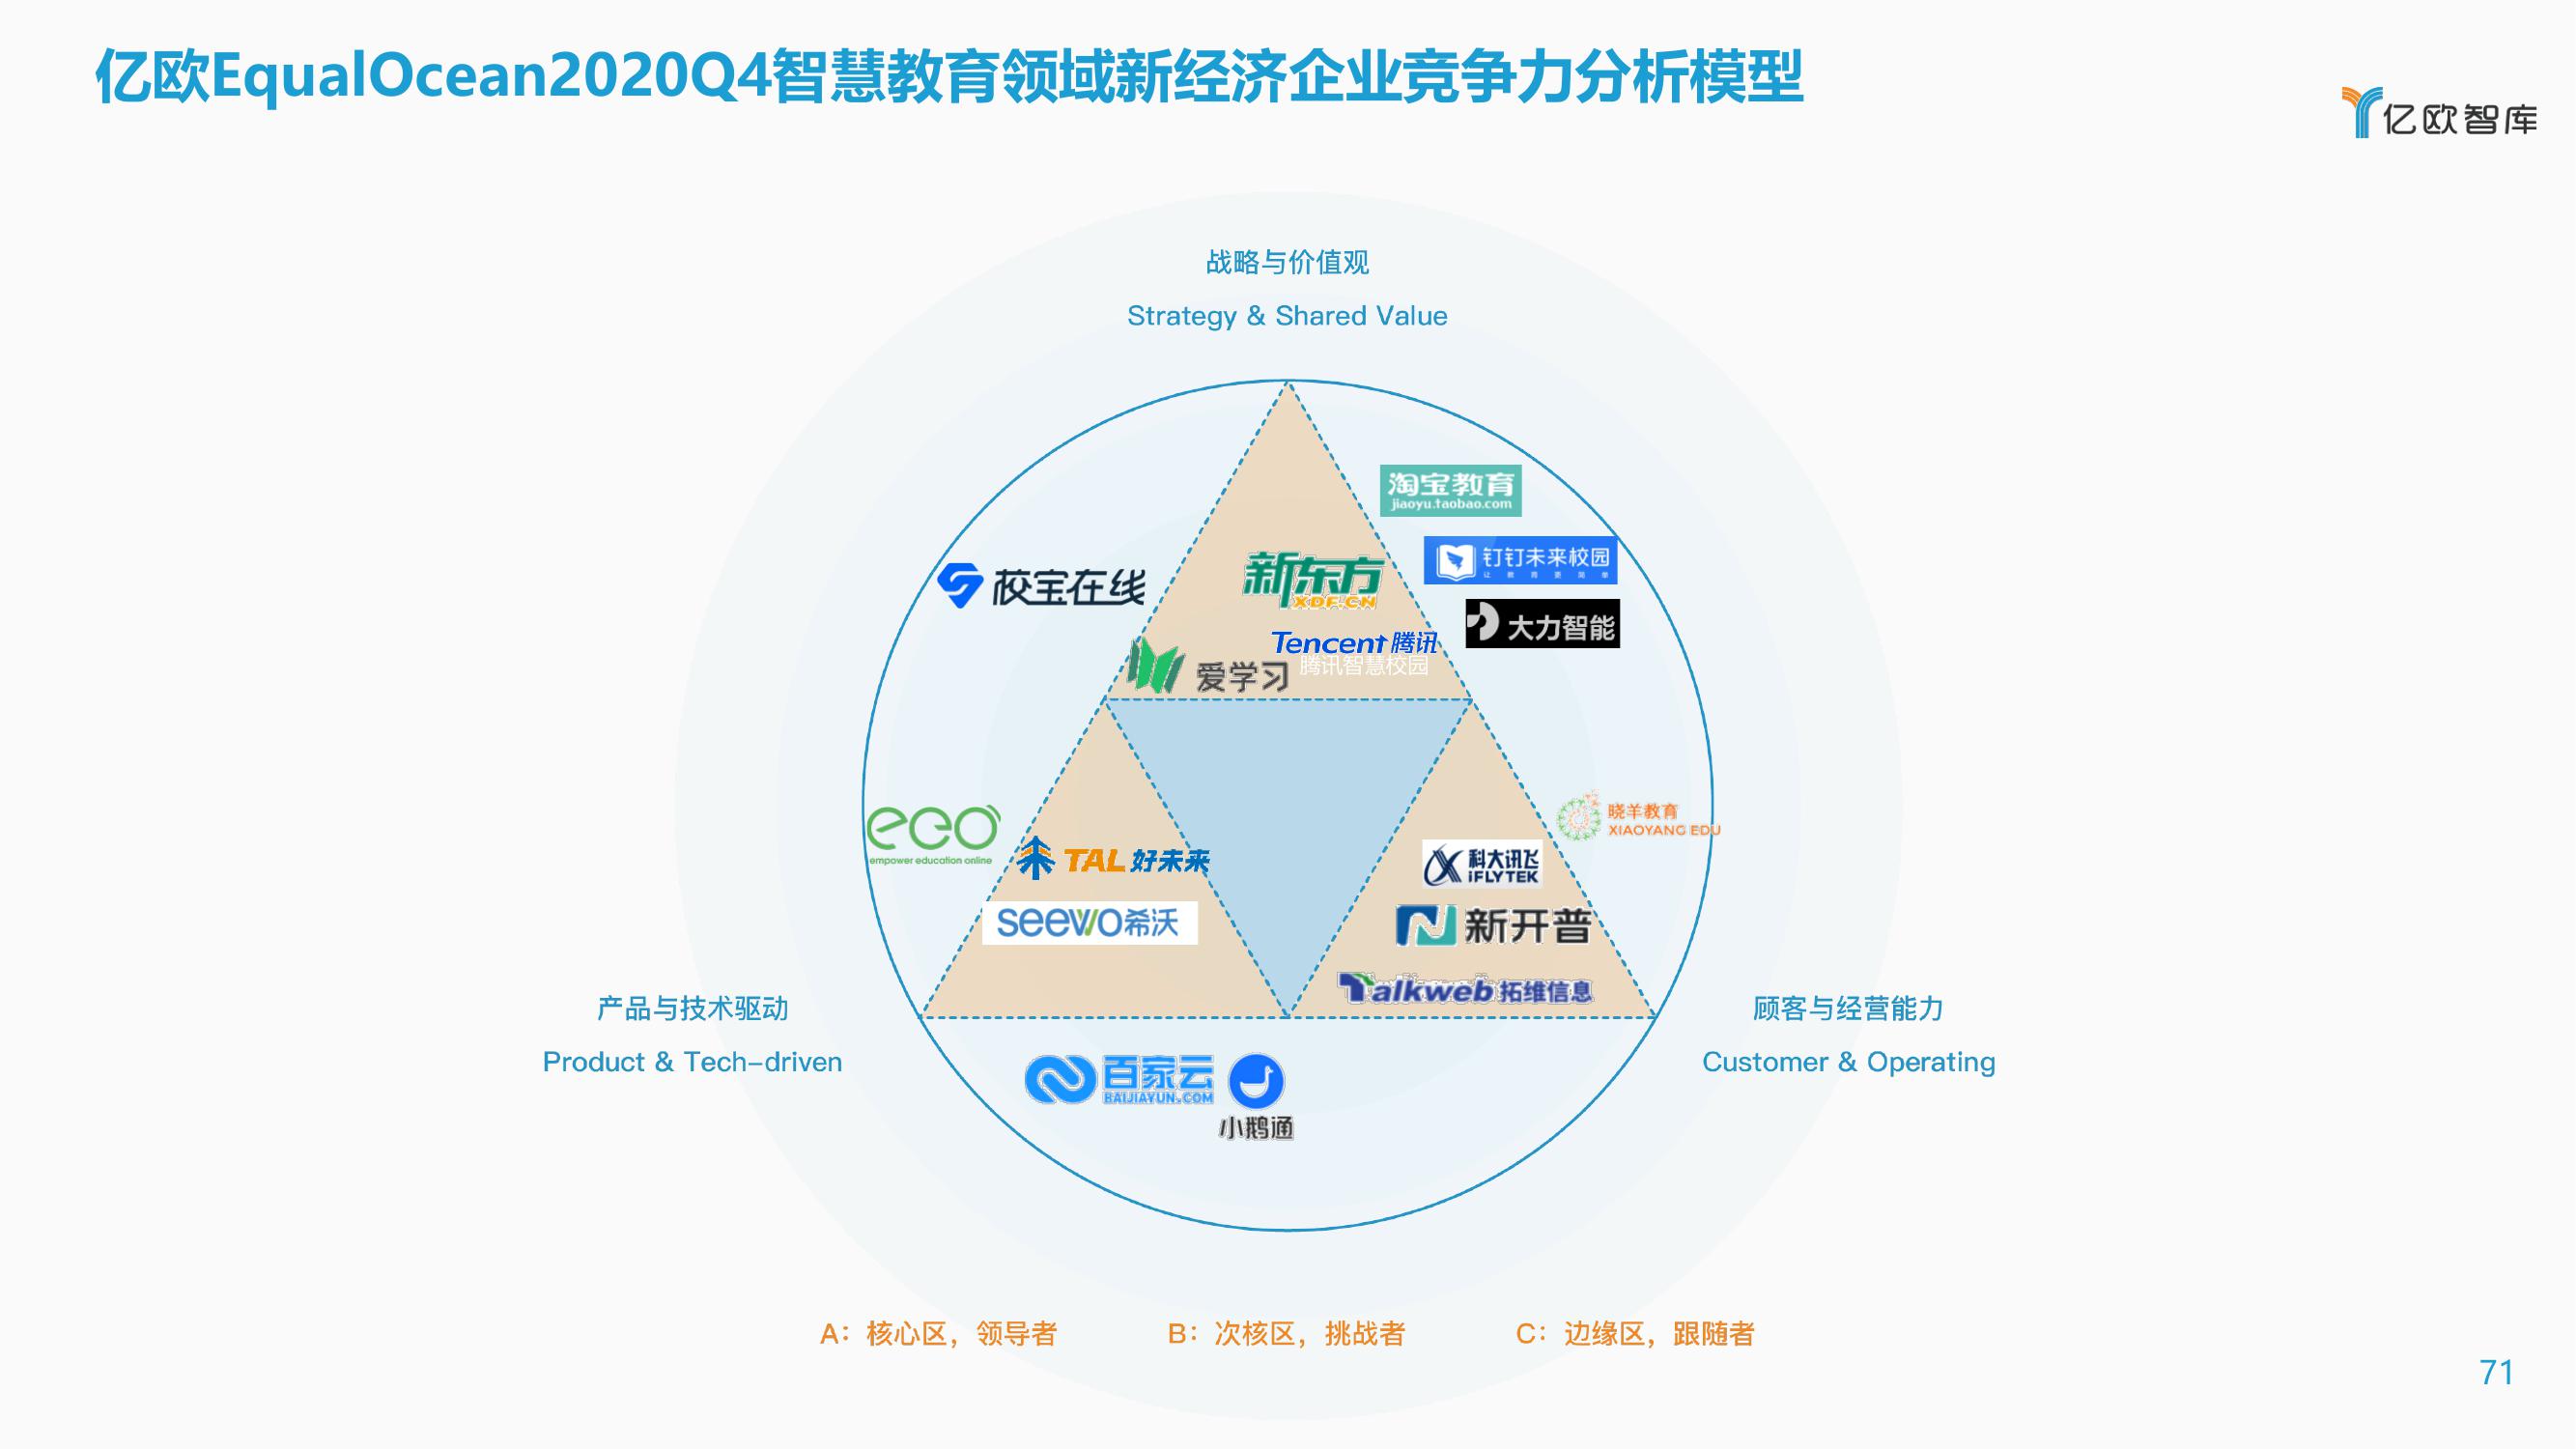 亿欧EqualOcean2020Q4智慧教育领域新经济企业竞争力分析模型
亿欧智库
战略与价值观
Strategy & Shared Value
淘宝教育
jiaoyu.taobao.com
钉钉未来校园
让教育更简单
校宝在线
新东方
XDF.CN
大力智能
Tencent腾讯
腾讯智慧校园
爱学习
eeo
empower education online
晓羊教育
XIAOYANG EDU
TAL好未来
科大讯飞
iFLYTEK
seewo希沃
新开普
Talkweb拓维信息
产品与技术驱动
Product & Tech-driven
顾客与经营能力
Customer & Operating
百家云
BAIJIAYUN.COM
小鹅通
A：核心区，领导者
B：次核区，挑战者
C：边缘区，跟随者
71